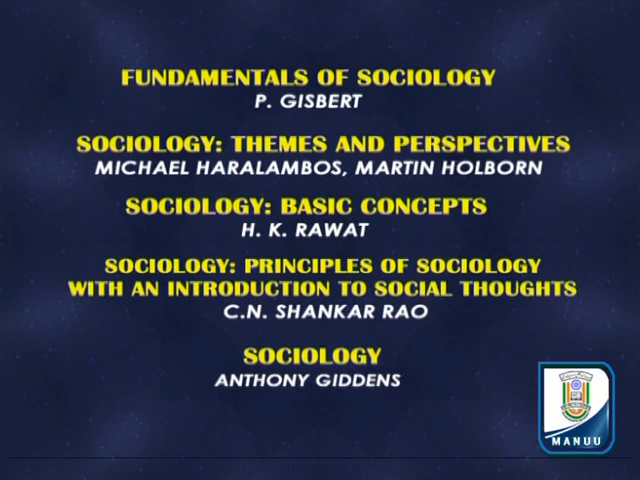 FUNDAMENTALS OF SOCIOLOGY
P. GISBERT
SOCIOLOGY: THEMES AND PERSPECTIVES
MICHAEL HARALAMBOS, MARTIN HOLBORN
SOCIOLOGY: BASIC CONCEPTS
H. K. RAWAT
SOCIOLOGY: PRINCIPLES OF SOCIOLOGY
WITH AN INTRODUCTION TO SOCIAL THOUGHTS
C.N. SHANKAR RAO
SOCIOLOGY
ANTHONY GIDDENS
MANUU